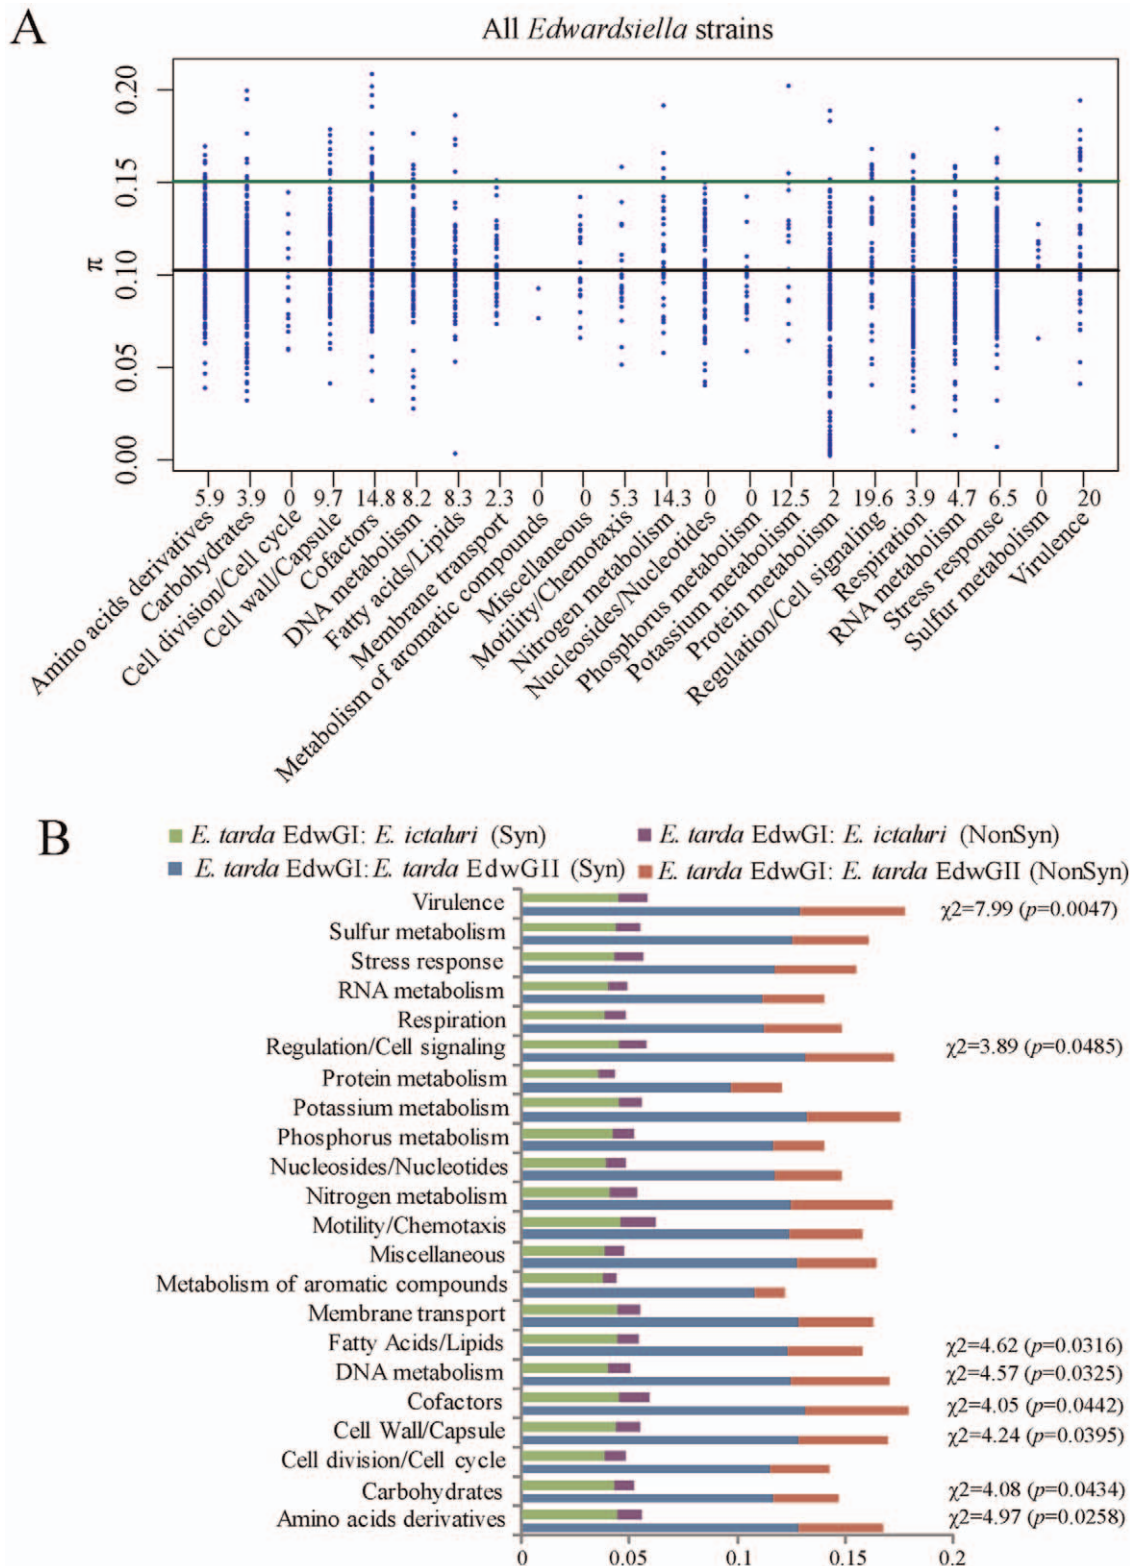 A
All Edwardsiella strains
π
0.20
0.15
0.10
0.05
0.00
5.9 3.9 0 9.7 14.8 8.2 8.3 2.3 0 0 5.3 14.3 0 0 12.5 2 19.6 3.9 4.7 6.5 0 20
Amino acids derivatives
Carbohydrates
Cell division/Cell cycle
Cell wall/Capsule
Cofactors
DNA metabolism
Fatty acids/Lipids
Membrane transport
Metabolism of aromatic compounds
Miscellaneous
Motility/Chemotaxis
Nitrogen metabolism
Nucleosides/Nucleotides
Phosphorus metabolism
Potassium metabolism
Protein metabolism
Regulation/Cell signaling
Respiration
RNA metabolism
Stress response
Sulfur metabolism
Virulence
B
E. tarda EdwGI: E. ictaluri (Syn)
E. tarda EdwGI: E. ictaluri (NonSyn)
E. tarda EdwGI: E. tarda EdwGII (Syn)
E. tarda EdwGI: E. tarda EdwGII (NonSyn)
Virulence χ2=7.99 (p=0.0047)
Sulfur metabolism
Stress response
RNA metabolism
Respiration
Regulation/Cell signaling χ2=3.89 (p=0.0485)
Protein metabolism
Potassium metabolism
Phosphorus metabolism
Nucleosides/Nucleotides
Nitrogen metabolism
Motility/Chemotaxis
Miscellaneous
Metabolism of aromatic compounds
Membrane transport
Fatty Acids/Lipids χ2=4.62 (p=0.0316)
DNA metabolism χ2=4.57 (p=0.0325)
Cofactors χ2=4.05 (p=0.0442)
Cell Wall/Capsule χ2=4.24 (p=0.0395)
Cell division/Cell cycle
Carbohydrates χ2=4.08 (p=0.0434)
Amino acids derivatives χ2=4.97 (p=0.0258)
0 0.05 0.1 0.15 0.2